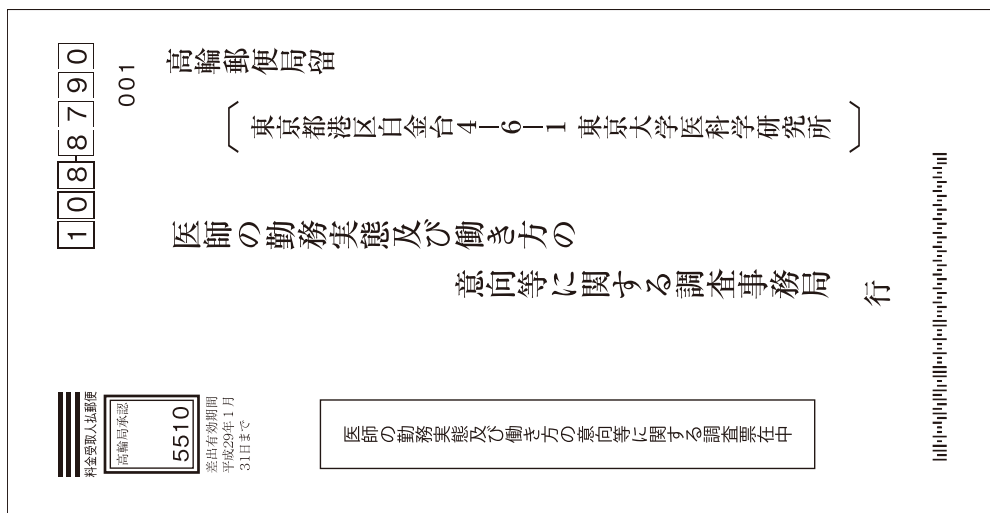 108-8790
001
高輪郵便局留
〔東京都港区白金台4―6―1 東京大学医科学研究所〕
医師の勤務実態及び働き方の
意向等に関する調査事務局 行
料金受取人払郵便
高輪局承認
5510
差出有効期間
平成29年1月
31日まで
医師の勤務実態及び働き方の意向等に関する調査票在中